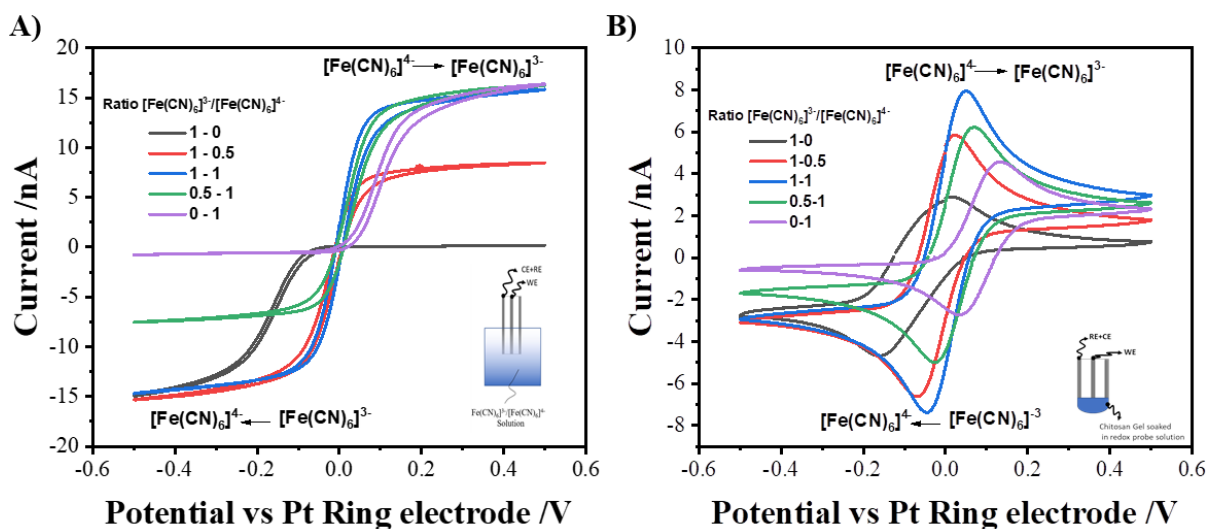 A)
[Fe(CN)6]4- → [Fe(CN)6]3-
Ratio [Fe(CN)6]3-/[Fe(CN)6]4-
1 - 0
1 - 0.5
1 - 1
0.5 - 1
0 - 1
20
15
10
5
0
-5
-10
-15
-20
Current /nA
CE+RE
WE
Fe(CN)6]3-/[Fe(CN)6]4-
Solution
[Fe(CN)6]4- ← [Fe(CN)6]3-
-0.6
-0.4
-0.2
0.0
0.2
0.4
0.6
Potential vs Pt Ring electrode /V
B)
[Fe(CN)6]4- → [Fe(CN)6]3-
Ratio [Fe(CN)6]3-/[Fe(CN)6]4-
1-0
1-0.5
1-1
0.5-1
0-1
10
8
6
4
2
0
-2
-4
-6
-8
Current /nA
RE+CE
WE
Chitosan Gel soaked
in redox probe solution
[Fe(CN)6]4- ← [Fe(CN)6]-3
-0.6
-0.4
-0.2
0.0
0.2
0.4
0.6
Potential vs Pt Ring electrode /V